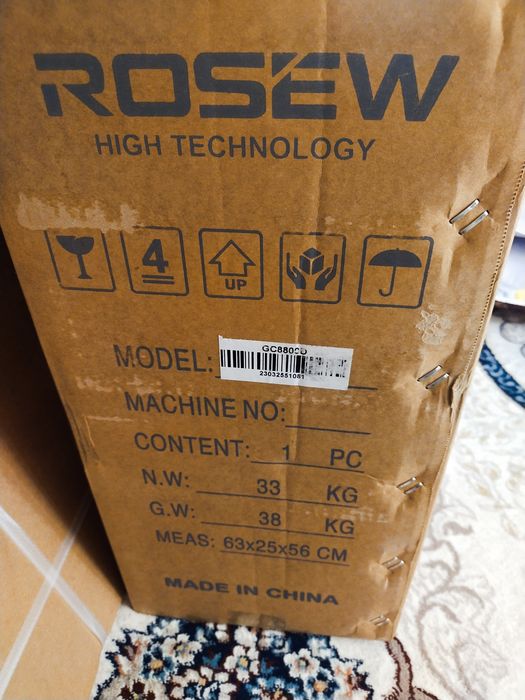 ROSEW
HIGH TECHNOLOGY
4
UP
MODEL:
23032551081
MACHINE NO:
CONTENT: 1 PC
N.W: 33 KG
G.W: 38 KG
MEAS: 63x25x56 CM
MADE IN CHINA